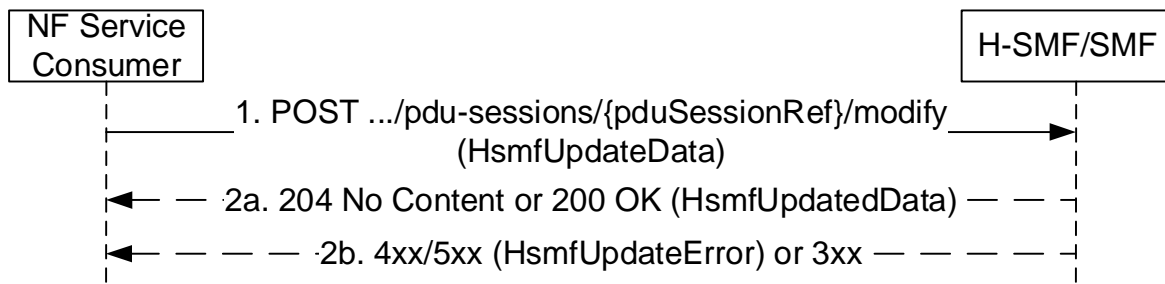 NF Service
Consumer
H-SMF/SMF
1. POST .../pdu-sessions/{pduSessionRef}/modify
(HsmfUpdateData)
2a. 204 No Content or 200 OK (HsmfUpdatedData)
2b. 4xx/5xx (HsmfUpdateError) or 3xx